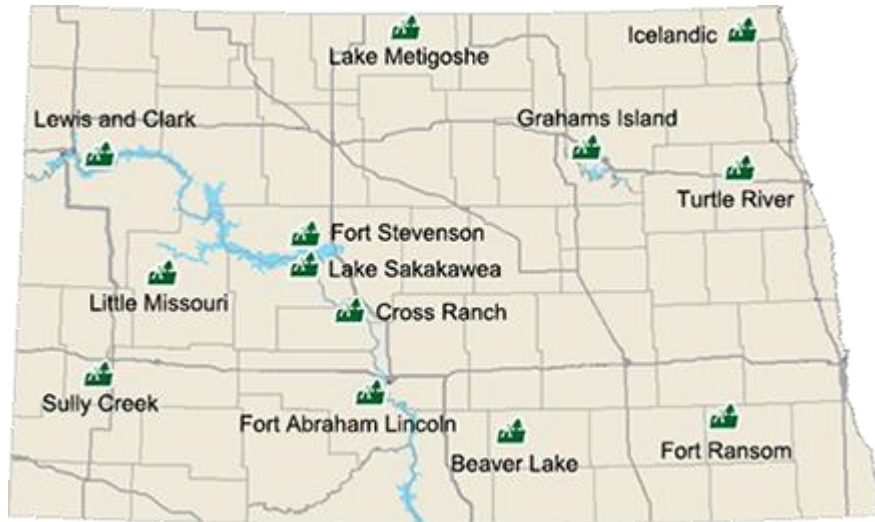 Lake Metigoshe
Icelandic
Lewis and Clark
Grahams Island
Turtle River
Fort Stevenson
Lake Sakakawea
Little Missouri
Cross Ranch
Sully Creek
Fort Abraham Lincoln
Beaver Lake
Fort Ransom